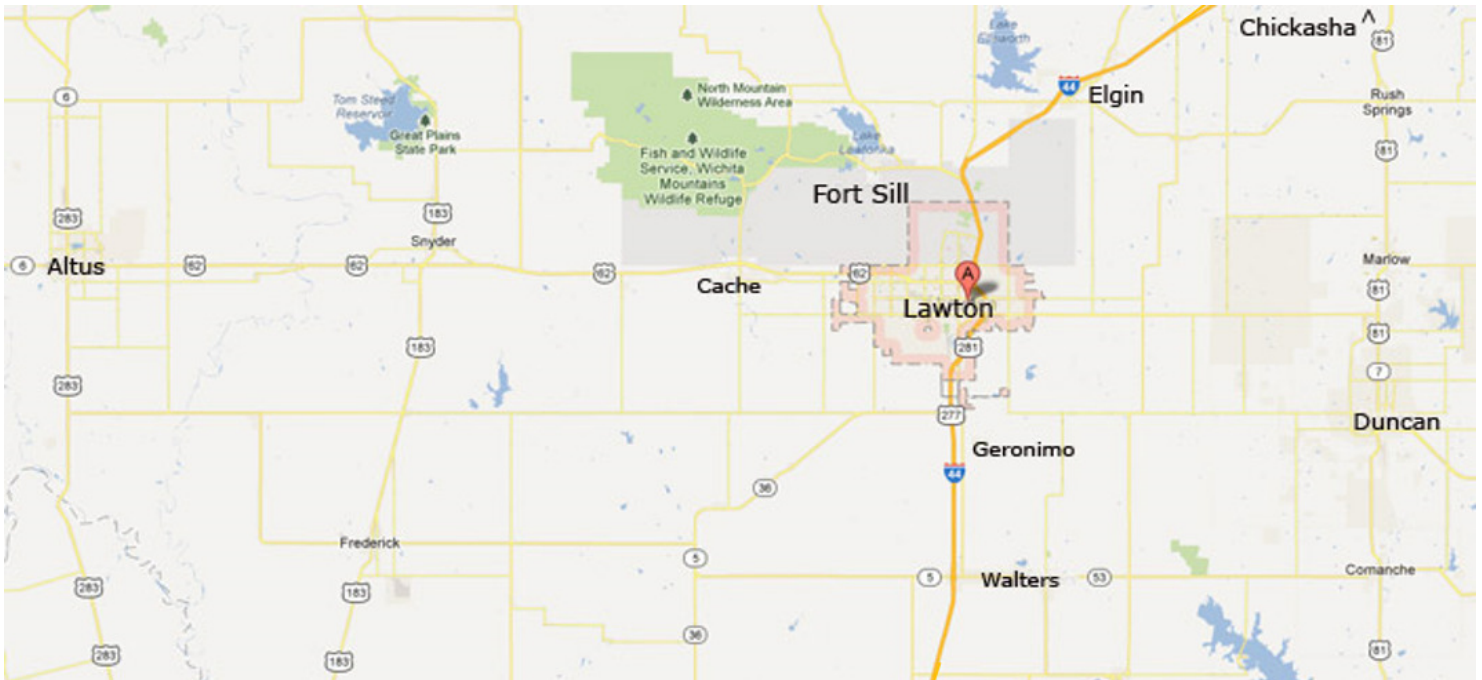 Chickasha
^
81
Lake
Ellsworth
44
Elgin
6
Tom Steed
Reservoir
Great Plains
State Park
North Mountain
Wilderness Area
Rush
Springs
Lake
Lawtonka
Fish and Wildlife
Service, Wichita
Mountains
Wildlife Refuge
81
Fort Sill
283
183
Snyder
6
Altus
62
62
62
Cache
62
A
Lawton
Marlow
81
81
183
281
283
7
277
Duncan
Geronimo
44
36
Frederick
5
5
Walters
53
Comanche
283
183
36
283
183
81